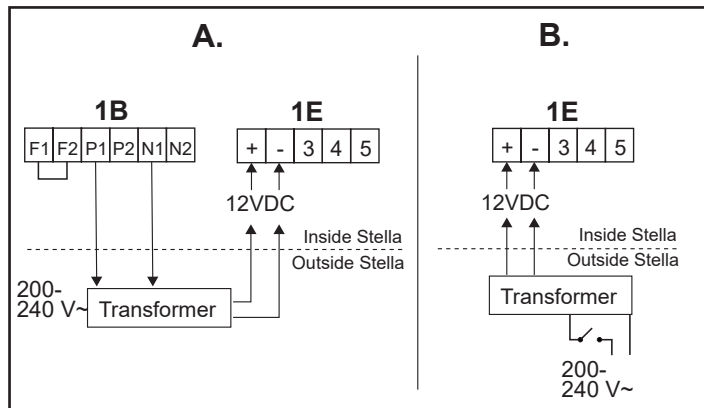 A.
1B
F1 F2 P1 P2 N1 N2
1E
+ - 3 4 5
12VDC
Inside Stella
Outside Stella
200-
240 V~
Transformer
B.
1E
+ - 3 4 5
12VDC
Inside Stella
Outside Stella
Transformer
200-
240 V~